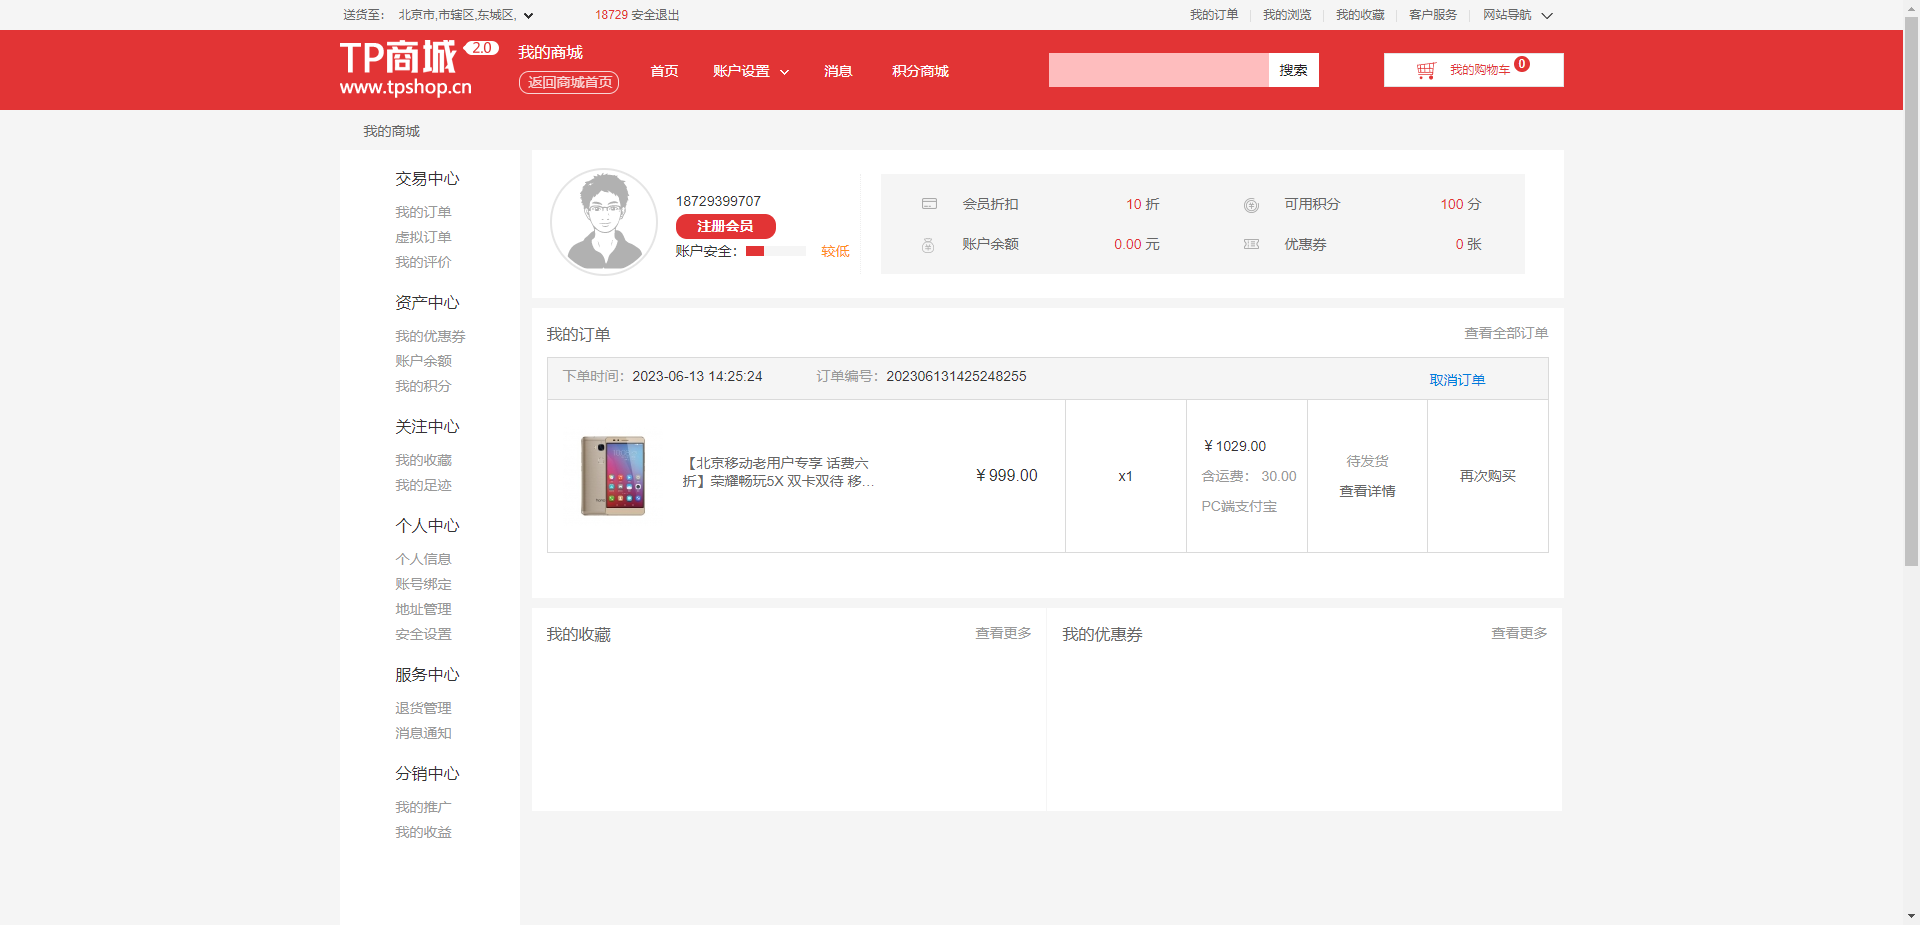 送货至： 北京市,市辖区,东城区, 18729 安全退出 我的订单 我的浏览 我的收藏 客户服务 网站导航
TP商城 2.0
www.tpshop.cn
我的商城
返回商城首页
首页 账户设置 消息 积分商城 搜索 我的购物车 0
我的商城
交易中心
我的订单
虚拟订单
我的评价
资产中心
我的优惠券
账户余额
我的积分
关注中心
我的收藏
我的足迹
个人中心
个人信息
账号绑定
地址管理
安全设置
服务中心
退货管理
消息通知
分销中心
我的推广
我的收益
18729399707
注册会员
账户安全： 较低
会员折扣 10 折 可用积分 100 分
账户余额 0.00 元 优惠券 0 张
我的订单 查看全部订单
下单时间：2023-06-13 14:25:24 订单编号：202306131425248255 取消订单
【北京移动老用户专享 话费六
折】荣耀畅玩5X 双卡双待 移...
￥999.00
x1
￥1029.00
含运费： 30.00
PC端支付宝
待发货
查看详情
再次购买
我的收藏 查看更多
我的优惠券 查看更多